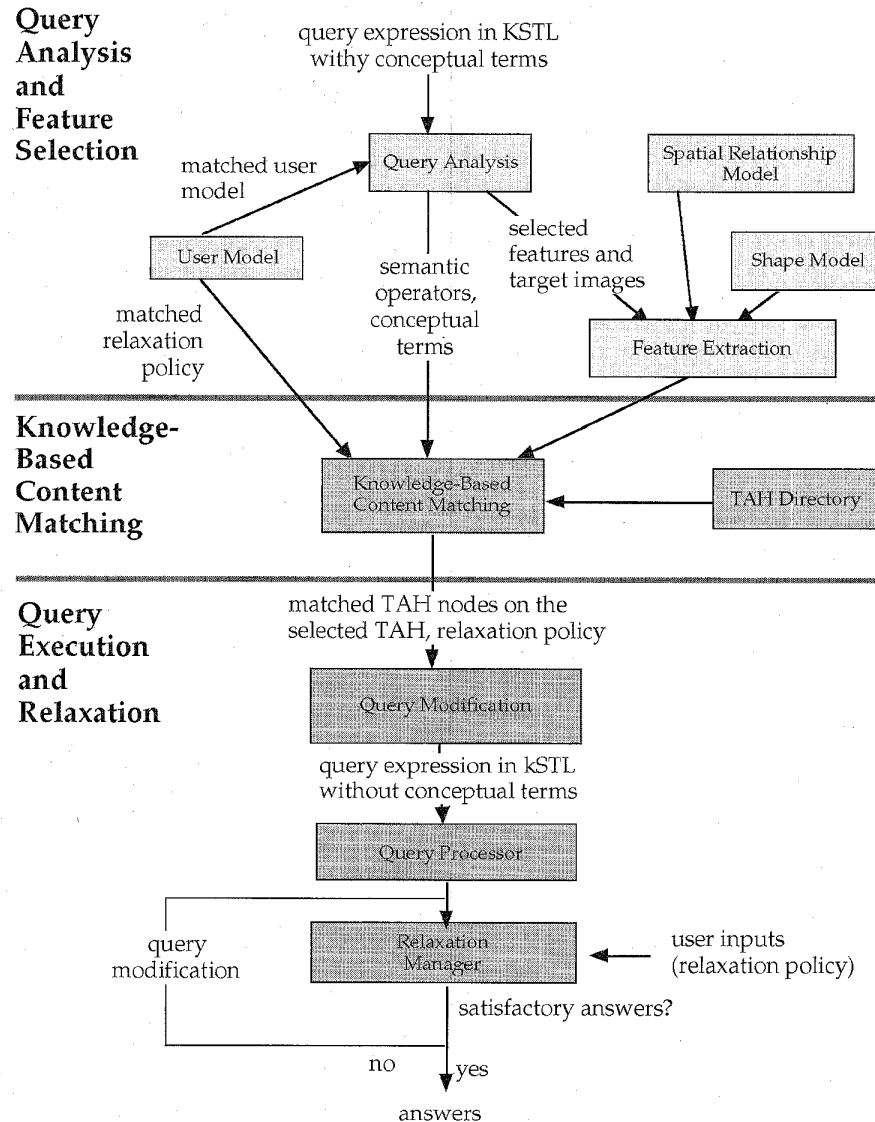 Query
Analysis
and
Feature
Selection
query expression in KSTL
withy conceptual terms
matched user
model
Query Analysis
Spatial Relationship
Model
User Model
selected
features and
target images
Shape Model
semantic
operators,
conceptual
terms
matched
relaxation
policy
Feature Extraction
Knowledge-
Based
Content
Matching
Knowledge-Based
Content Matching
TAH Directory
Query
Execution
and
Relaxation
matched TAH nodes on the
selected TAH, relaxation policy
Query Modification
query expression in kSTL
without conceptual terms
Query Processor
query
modification
Relaxation
Manager
user inputs
(relaxation policy)
satisfactory answers?
no
yes
answers